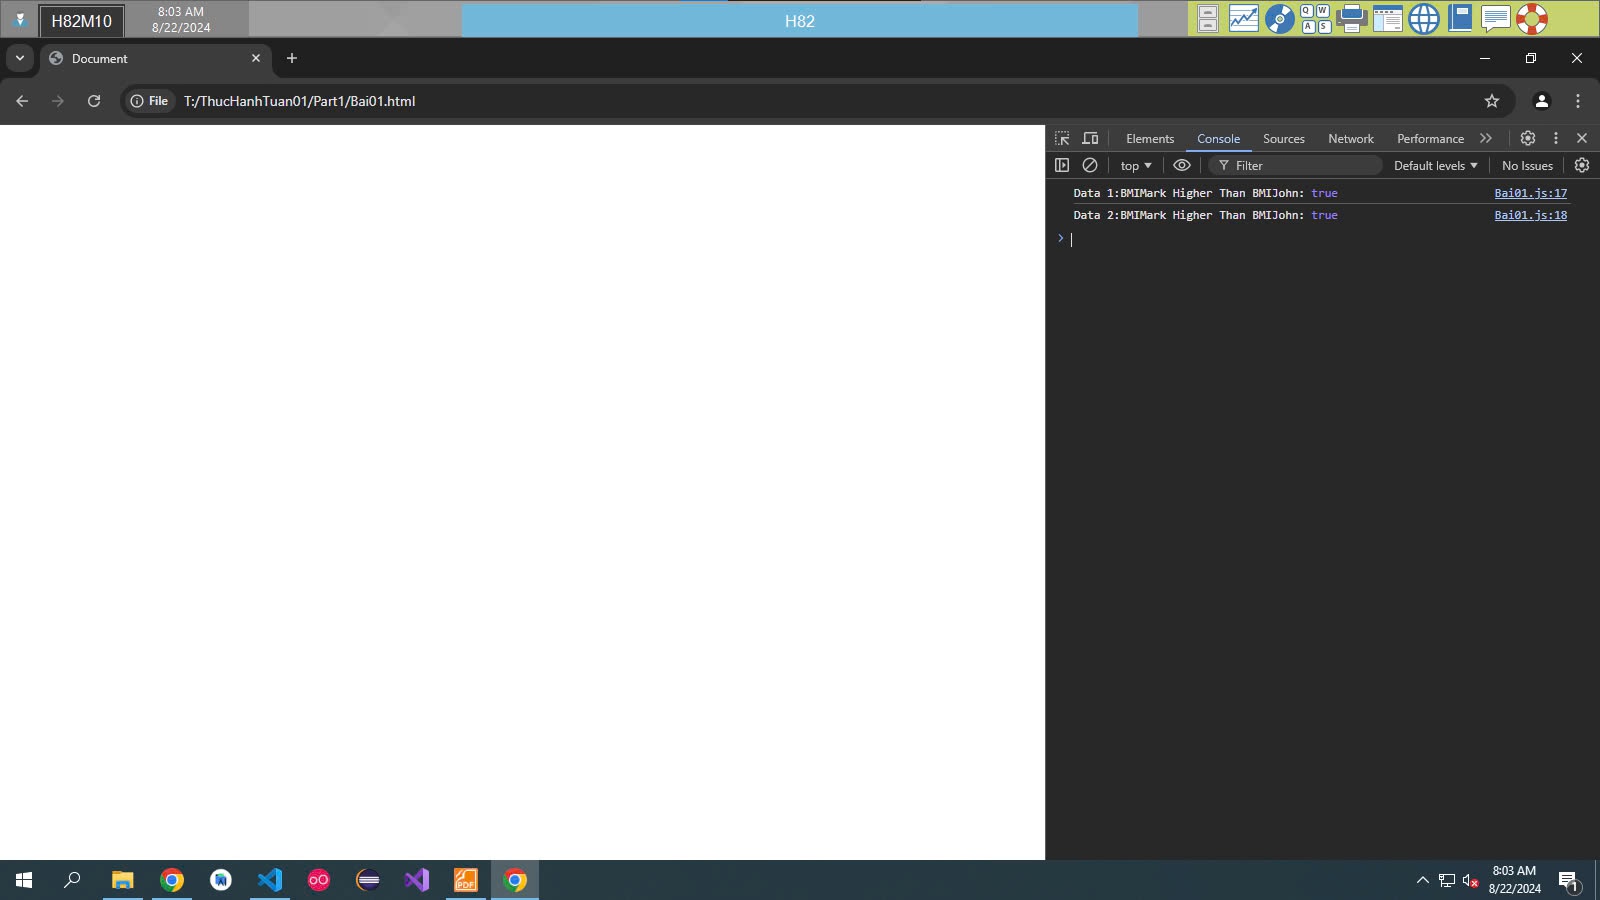 H82M10
8:03 AM
8/22/2024
H82
Q W
A S
Document
File T:/ThucHanhTuan01/Part1/Bai01.html
Elements Console Sources Network Performance
top Filter Default levels No Issues
Data 1:BMIMark Higher Than BMIJohn: true Bai01.js:17
Data 2:BMIMark Higher Than BMIJohn: true Bai01.js:18
PDF
8:03 AM
8/22/2024
1